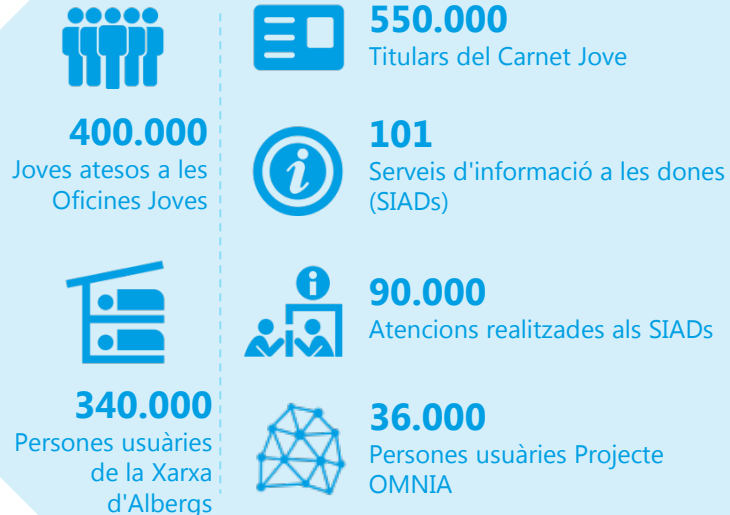 400.000
Joves atesos a les
Oficines Joves
340.000
Persones usuàries
de la Xarxa
d'Albergs
550.000
Titulars del Carnet Jove
101
Serveis d'informació a les dones
(SIADs)
90.000
Atencions realitzades als SIADs
36.000
Persones usuàries Projecte
OMNIA